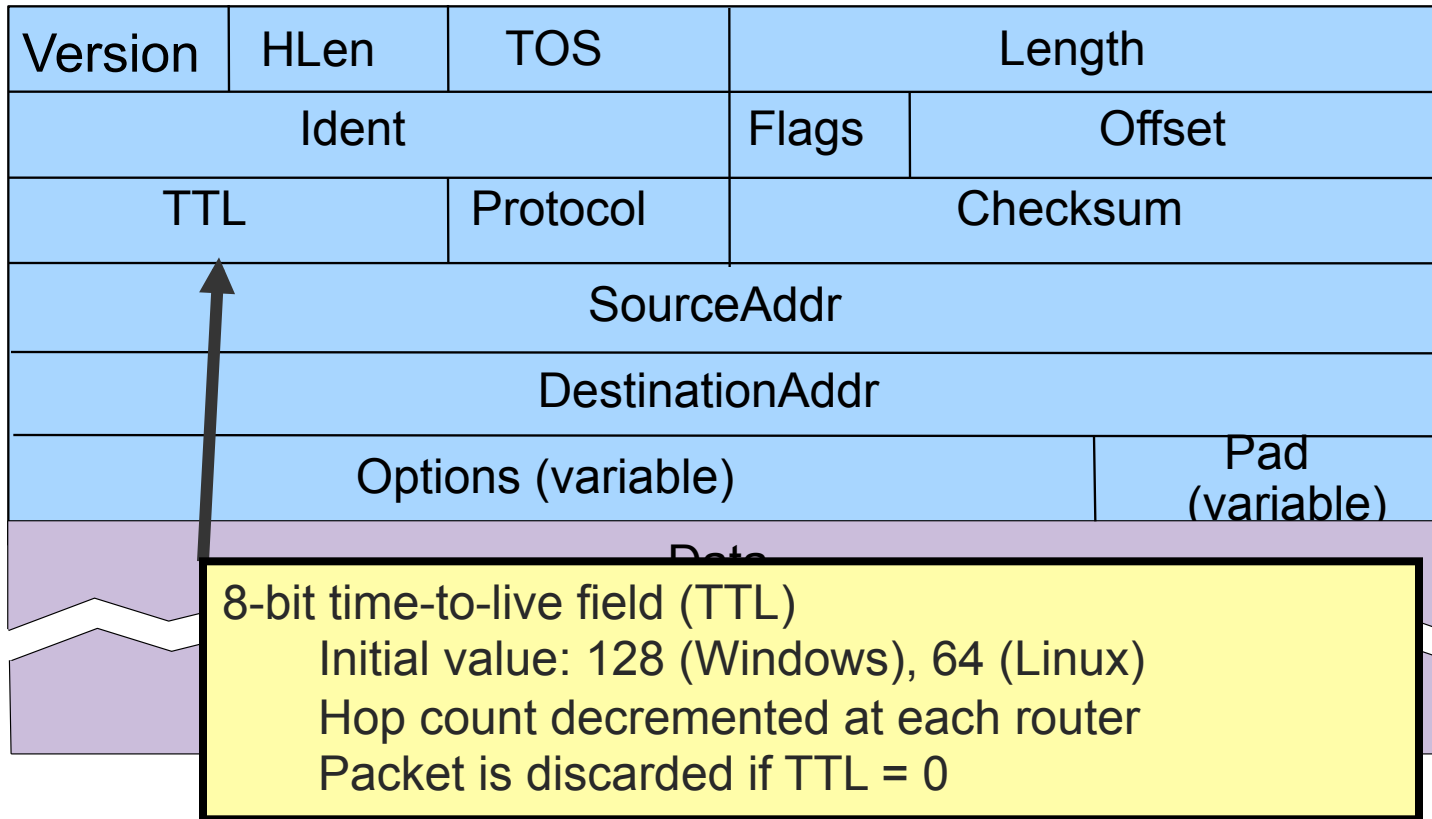 Version HLen TOS Length
Ident Flags Offset
TTL Protocol Checksum
SourceAddr
DestinationAddr
Options (variable) Pad
(variable)
Data
8-bit time-to-live field (TTL)
Initial value: 128 (Windows), 64 (Linux)
Hop count decremented at each router
Packet is discarded if TTL = 0